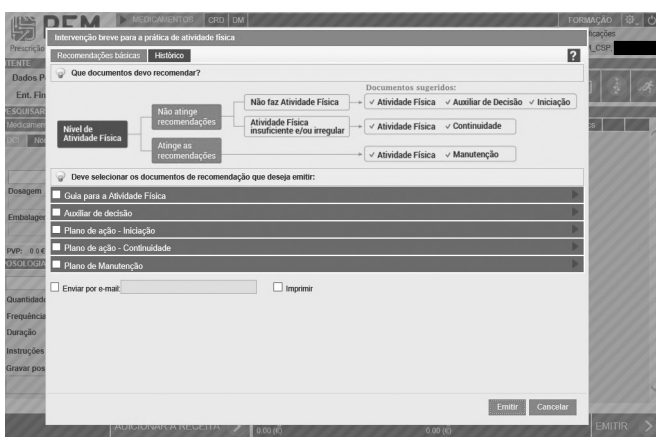 PEM
MEDICAMENTOS CRD DM
FORMAÇÃO
Prescrição
Intervenção breve para a prática de atividade física
Recomendações básicas Histórico ?
Que documentos devo recomendar?
Documentos sugeridos:
Nível de
Atividade Física
Não atinge
recomendações
Não faz Atividade Física
✓ Atividade Física ✓ Auxiliar de Decisão ✓ Iniciação
Atividade Física
insuficiente e/ou irregular
✓ Atividade Física ✓ Continuidade
Atinge as
recomendações
✓ Atividade Física ✓ Manutenção
Deve selecionar os documentos de recomendação que deseja emitir:
Guia para a Atividade Física
Auxiliar de decisão
Plano de ação - Iniciação
Plano de ação - Continuidade
Plano de Manutenção
Enviar por e-mail: Imprimir
Emitir Cancelar
Dados P
Ent. Fin
Dosagem
Embalager
PVP: 0.0 €
Quantidade
Frequência
Duração
Instruções
Gravar pos
ADICIONAR À RECEITA
0.00 (€) 0.00 (€)
EMITIR